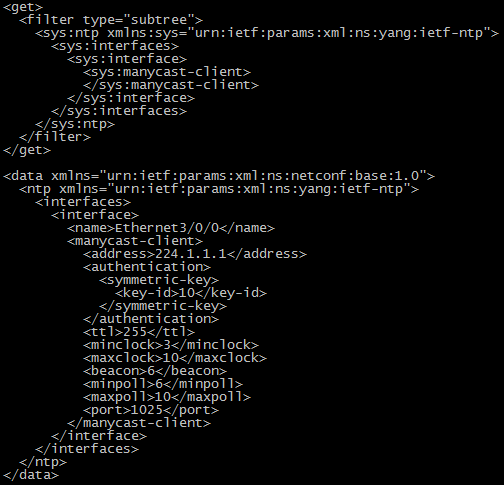 <get>
  <filter type="subtree">
    <sys:ntp xmlns:sys="urn:ietf:params:xml:ns:yang:ietf-ntp">
      <sys:interfaces>
        <sys:interface>
          <sys:manycast-client>
          </sys:manycast-client>
        </sys:interface>
      </sys:interfaces>
    </sys:ntp>
  </filter>
</get>

<data xmlns="urn:ietf:params:xml:ns:netconf:base:1.0">
  <ntp xmlns="urn:ietf:params:xml:ns:yang:ietf-ntp">
    <interfaces>
      <interface>
        <name>Ethernet3/0/0</name>
        <manycast-client>
          <address>224.1.1.1</address>
          <authentication>
            <symmetric-key>
              <key-id>10</key-id>
            </symmetric-key>
          </authentication>
          <ttl>255</ttl>
          <minclock>3</minclock>
          <maxclock>10</maxclock>
          <beacon>6</beacon>
          <minpoll>6</minpoll>
          <maxpoll>10</maxpoll>
          <port>1025</port>
        </manycast-client>
      </interface>
    </interfaces>
  </ntp>
</data>